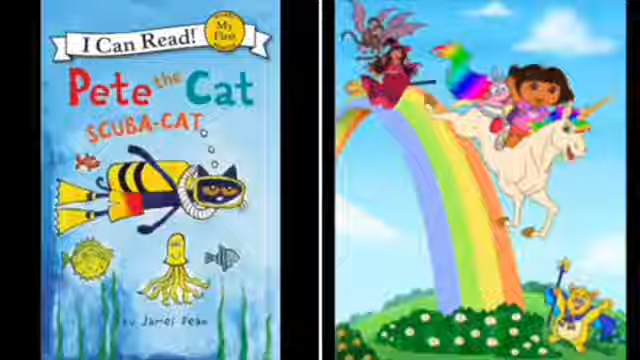 I Can Read!
My
First
Pete the Cat
SCUBA-CAT
by James Dean